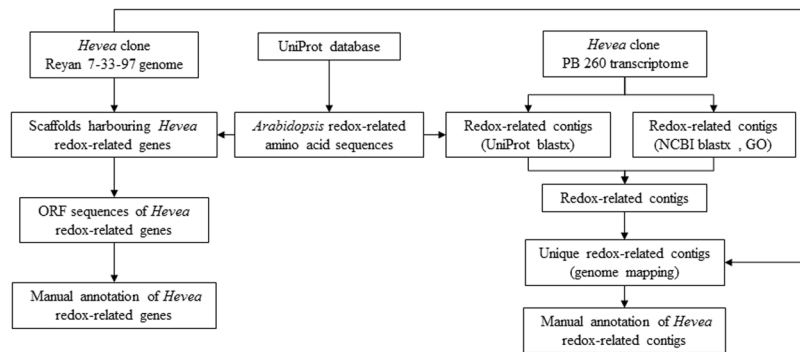 Hevea clone
Reyan 7-33-97 genome
UniProt database
Hevea clone
PB 260 transcriptome
Scaffolds harbouring Hevea
redox-related genes
Arabidopsis redox-related
amino acid sequences
Redox-related contigs
(UniProt blastx)
Redox-related contigs
(NCBI blastx , GO)
ORF sequences of Hevea
redox-related genes
Redox-related contigs
Unique redox-related contigs
(genome mapping)
Manual annotation of Hevea
redox-related genes
Manual annotation of Hevea
redox-related contigs